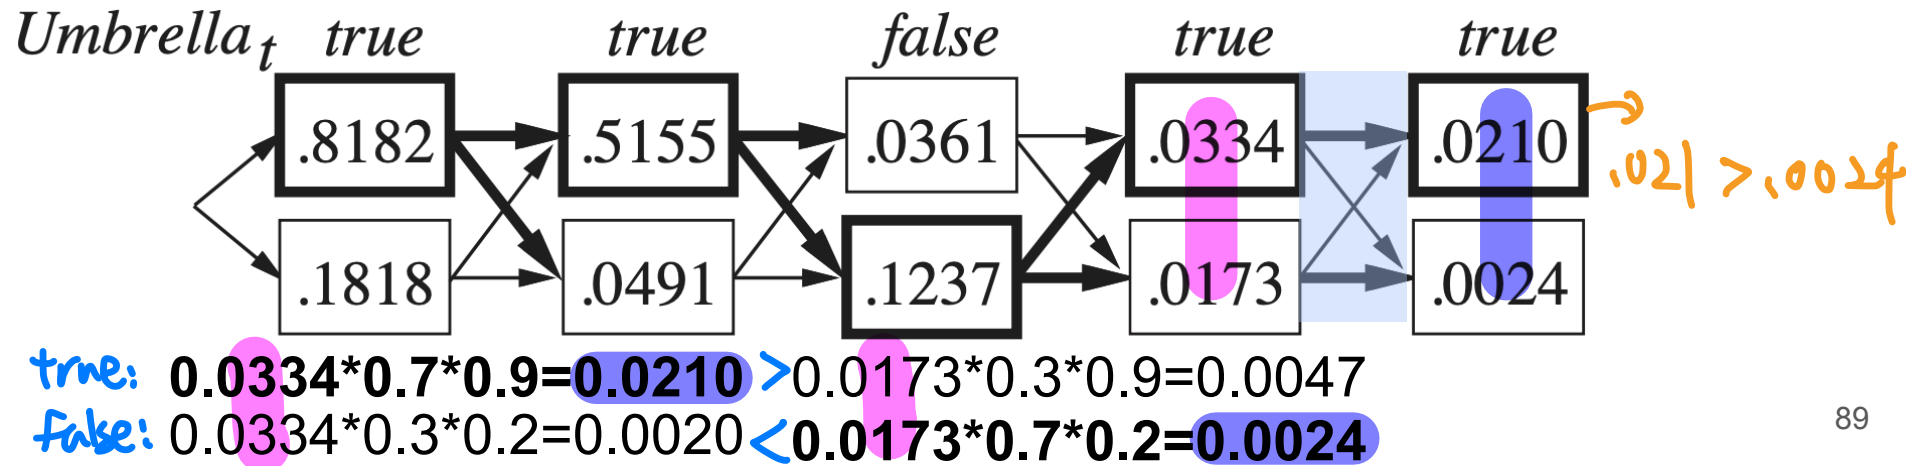 Umbrella t true true false true true
.8182 .5155 .0361 .0334 .0210
.021 > .0024
.1818 .0491 .1237 .0173 .0024
true: 0.0334*0.7*0.9=0.0210 > 0.0173*0.3*0.9=0.0047
false: 0.0334*0.3*0.2=0.0020 < 0.0173*0.7*0.2=0.0024
89